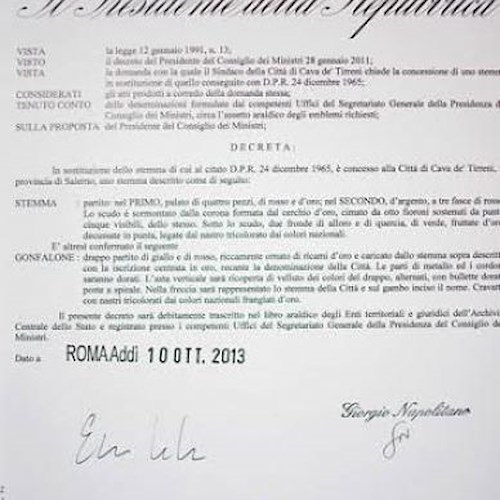 Il Presidente della Repubblica
VISTA la legge 12 gennaio 1991, n. 13;
VISTO il decreto del Presidente del Consiglio dei Ministri 28 gennaio 2011;
VISTA la domanda con la quale il Sindaco della Città di Cava de' Tirreni chiede la concessione di uno stemma
in sostituzione di quello conseguito con D.P.R. 24 dicembre 1965;
CONSIDERATI gli atti prodotti a corredo della domanda stessa;
TENUTO CONTO delle determinazioni formulate dai competenti Uffici del Segretariato Generale della Presidenza d
Consiglio dei Ministri, circa l'assetto araldico degli emblemi richiesti;
SULLA PROPOSTA del Presidente del Consiglio dei Ministri;
DECRETA:
In sostituzione dello stemma di cui al citato D.P.R. 24 dicembre 1965, è concesso alla Città di Cava de' Tirreni,
provincia di Salerno, uno stemma descritto come di seguito:
STEMMA : partito: nel PRIMO, palato di quattro pezzi, di rosso e d'oro; nel SECONDO, d'argento, a tre fasce di rosso.
Lo scudo è sormontato dalla corona formata dal cerchio d'oro, cimato da otto fioroni sostenuti da punte
cinque visibili, dello stesso. Sotto lo scudo, due fronde di alloro e di quercia, di verde, fruttate d'oro
decussate in punta, legate dal nastro tricolorato dai colori nazionali.
E' altresì confermato il seguente
GONFALONE : drappo partito di giallo e di rosso, riccamente ornato di ricami d'oro e caricato dallo stemma sopra descritto
con la iscrizione centrata in oro, recante la denominazione della Città. Le parti di metallo ed i cordoni
saranno dorati. L'asta verticale sarà ricoperta di velluto dei colori del drappo, alternati, con bullette dorate
poste a spirale. Nella freccia sarà rappresentato lo stemma della Città e sul gambo inciso il nome. Cravatta
con nastri tricolorati dai colori nazionali frangiati d'oro.
Il presente decreto sarà debitamente trascritto nel libro araldico degli Enti territoriali e giuridici dell'Archivio
Centrale dello Stato e registrato presso i competenti Uffici del Segretariato Generale della Presidenza del Consiglio de
Ministri.
Dato a ROMA Addì 10 OTT. 2013
Giorgio Napolitano